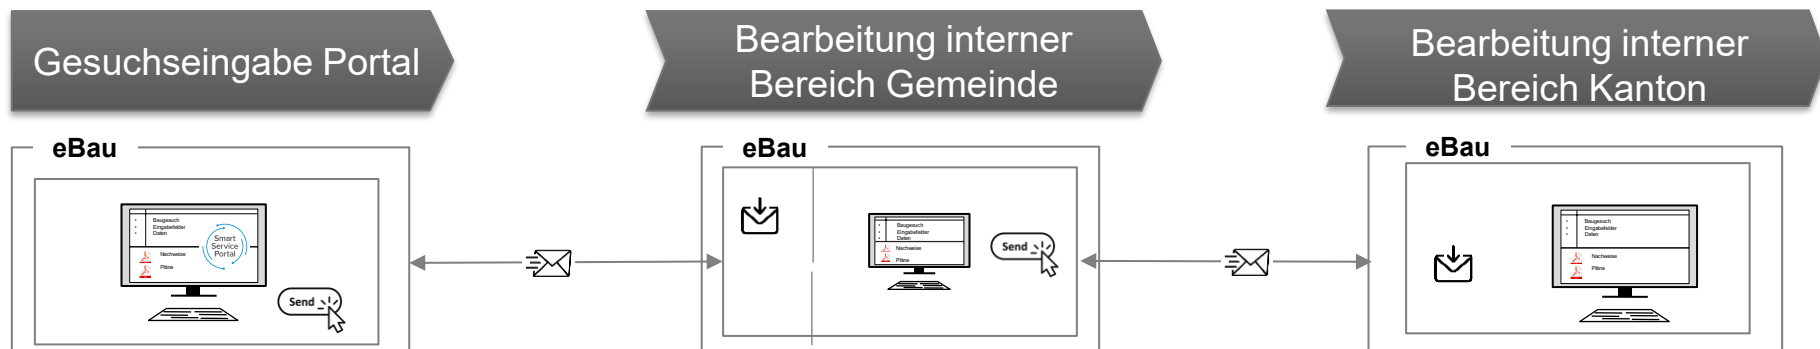 Gesuchseingabe Portal
Bearbeitung interner
Bereich Gemeinde
Bearbeitung interner
Bereich Kanton
eBau
Baugesuch
Eingabefelder
Daten
Smart
Service
Portal
Nachweise
Pläne
Send
eBau
Baugesuch
Eingabefelder
Daten
Nachweise
Pläne
Send
eBau
Baugesuch
Eingabefelder
Daten
Nachweise
Pläne